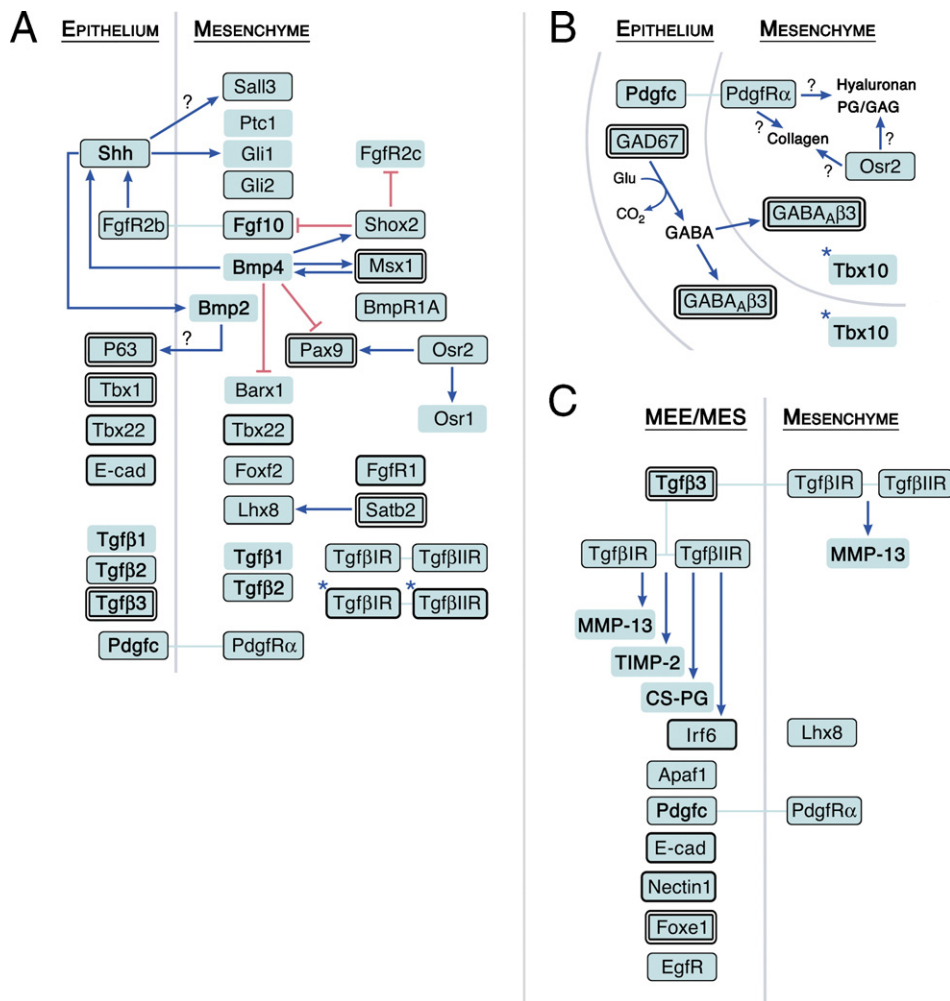 A
EPITHELIUM
MESENCHYME
Sall3
?
Ptc1
Shh
Gli1
FgfR2c
Gli2
FgfR2b
Fgf10
Shox2
Bmp4
Msx1
Bmp2
BmpR1A
?
P63
Pax9
Osr2
Tbx1
Barx1
Osr1
Tbx22
Tbx22
E-cad
Foxf2
FgfR1
Lhx8
Satb2
Tgfβ1
Tgfβ1
TgfβIR
TgfβIIR
Tgfβ2
Tgfβ2
*
*
Tgfβ3
TgfβIR
TgfβIIR
Pdgfc
PdgfRα
B
EPITHELIUM
MESENCHYME
Pdgfc
PdgfRα
?
Hyaluronan
PG/GAG
?
Collagen
?
GAD67
?
Osr2
Glu
CO2
GABA
GABAAβ3
GABAAβ3
*
Tbx10
*
Tbx10
C
MEE/MES
MESENCHYME
Tgfβ3
TgfβIR
TgfβIIR
TgfβIR
TgfβIIR
MMP-13
MMP-13
TIMP-2
CS-PG
Irf6
Lhx8
Apaf1
Pdgfc
PdgfRα
E-cad
Nectin1
Foxe1
EgfR